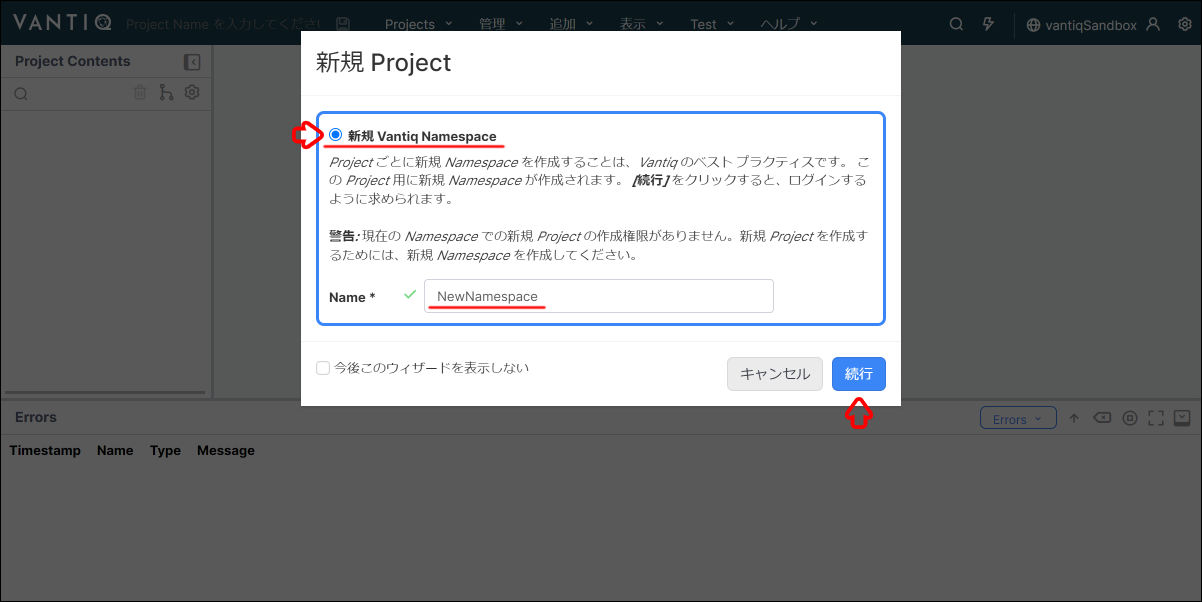 VANTIQ Project Name を入力してください Projects 管理 追加 表示 Test ヘルプ vantiqSandbox
Project Contents
新規 Project
新規 Vantiq Namespace
Project ごとに新規 Namespace を作成することは、Vantiq のベスト プラクティスです。 こ
の Project 用に新規 Namespace が作成されます。 [続行] をクリックすると、ログインする
ように求められます。
警告: 現在の Namespace での新規 Project の作成権限がありません。新規 Project を作成す
るためには、新規 Namespace を作成してください。
Name * NewNamespace
今後このウィザードを表示しない
キャンセル 続行
Errors Errors
Timestamp Name Type Message